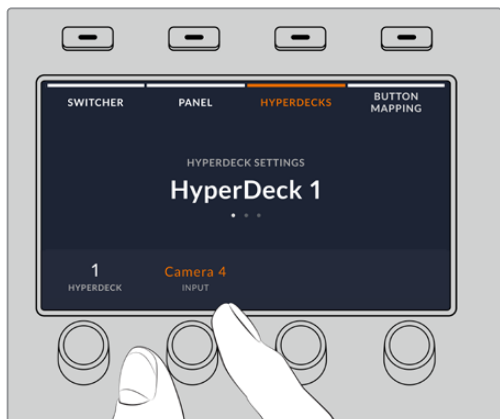 SWITCHER
PANEL
HYPERDECKS
BUTTON
MAPPING
HYPERDECK SETTINGS
HyperDeck 1
1
HYPERDECK
Camera 4
INPUT